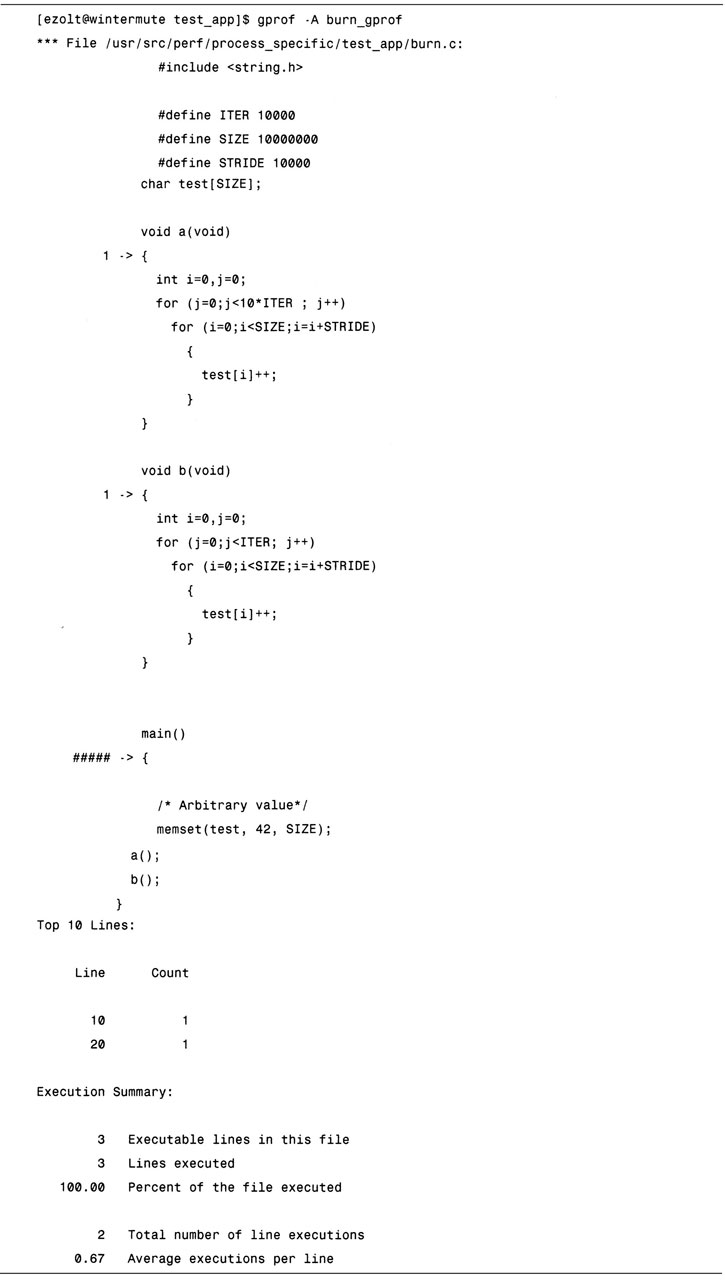 [ezolt@wintermute test_app]$ gprof -A burn_gprof
*** File /usr/src/perf/process_specific/test_app/burn.c:
                #include <string.h>

                #define ITER 10000
                #define SIZE 10000000
                #define STRIDE 10000
              char test[SIZE];

              void a(void)
         1 -> {
                int i=0,j=0;
                for (j=0;j<10*ITER ; j++)
                  for (i=0;i<SIZE;i=i+STRIDE)
                    {
                      test[i]++;
                    }
              }

              void b(void)
         1 -> {
                int i=0,j=0;
                for (j=0;j<ITER; j++)
                  for (i=0;i<SIZE;i=i+STRIDE)
                    {
                      test[i]++;
                    }
              }


              main()
     ##### -> {

                /* Arbitrary value*/
                memset(test, 42, SIZE);
            a();
            b();
          }
Top 10 Lines:

     Line      Count

       10          1
       20          1

Execution Summary:

        3   Executable lines in this file
        3   Lines executed
   100.00   Percent of the file executed

        2   Total number of line executions
     0.67   Average executions per line